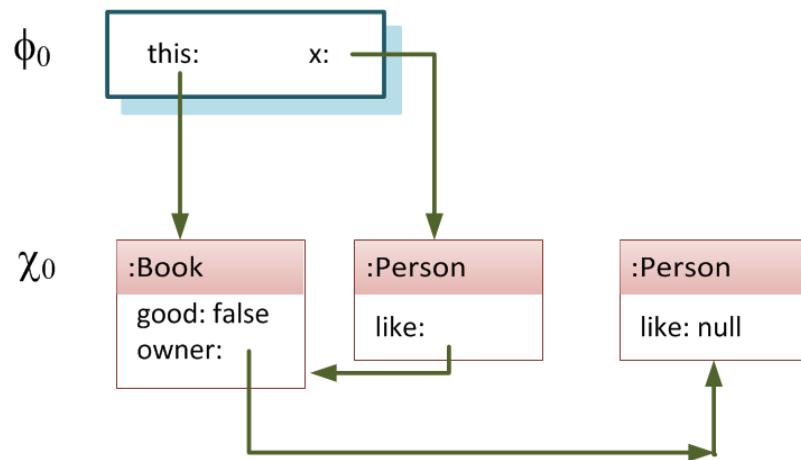 ϕ₀
this: x:
χ₀
:Book
good: false
owner:
:Person
like:
:Person
like: null